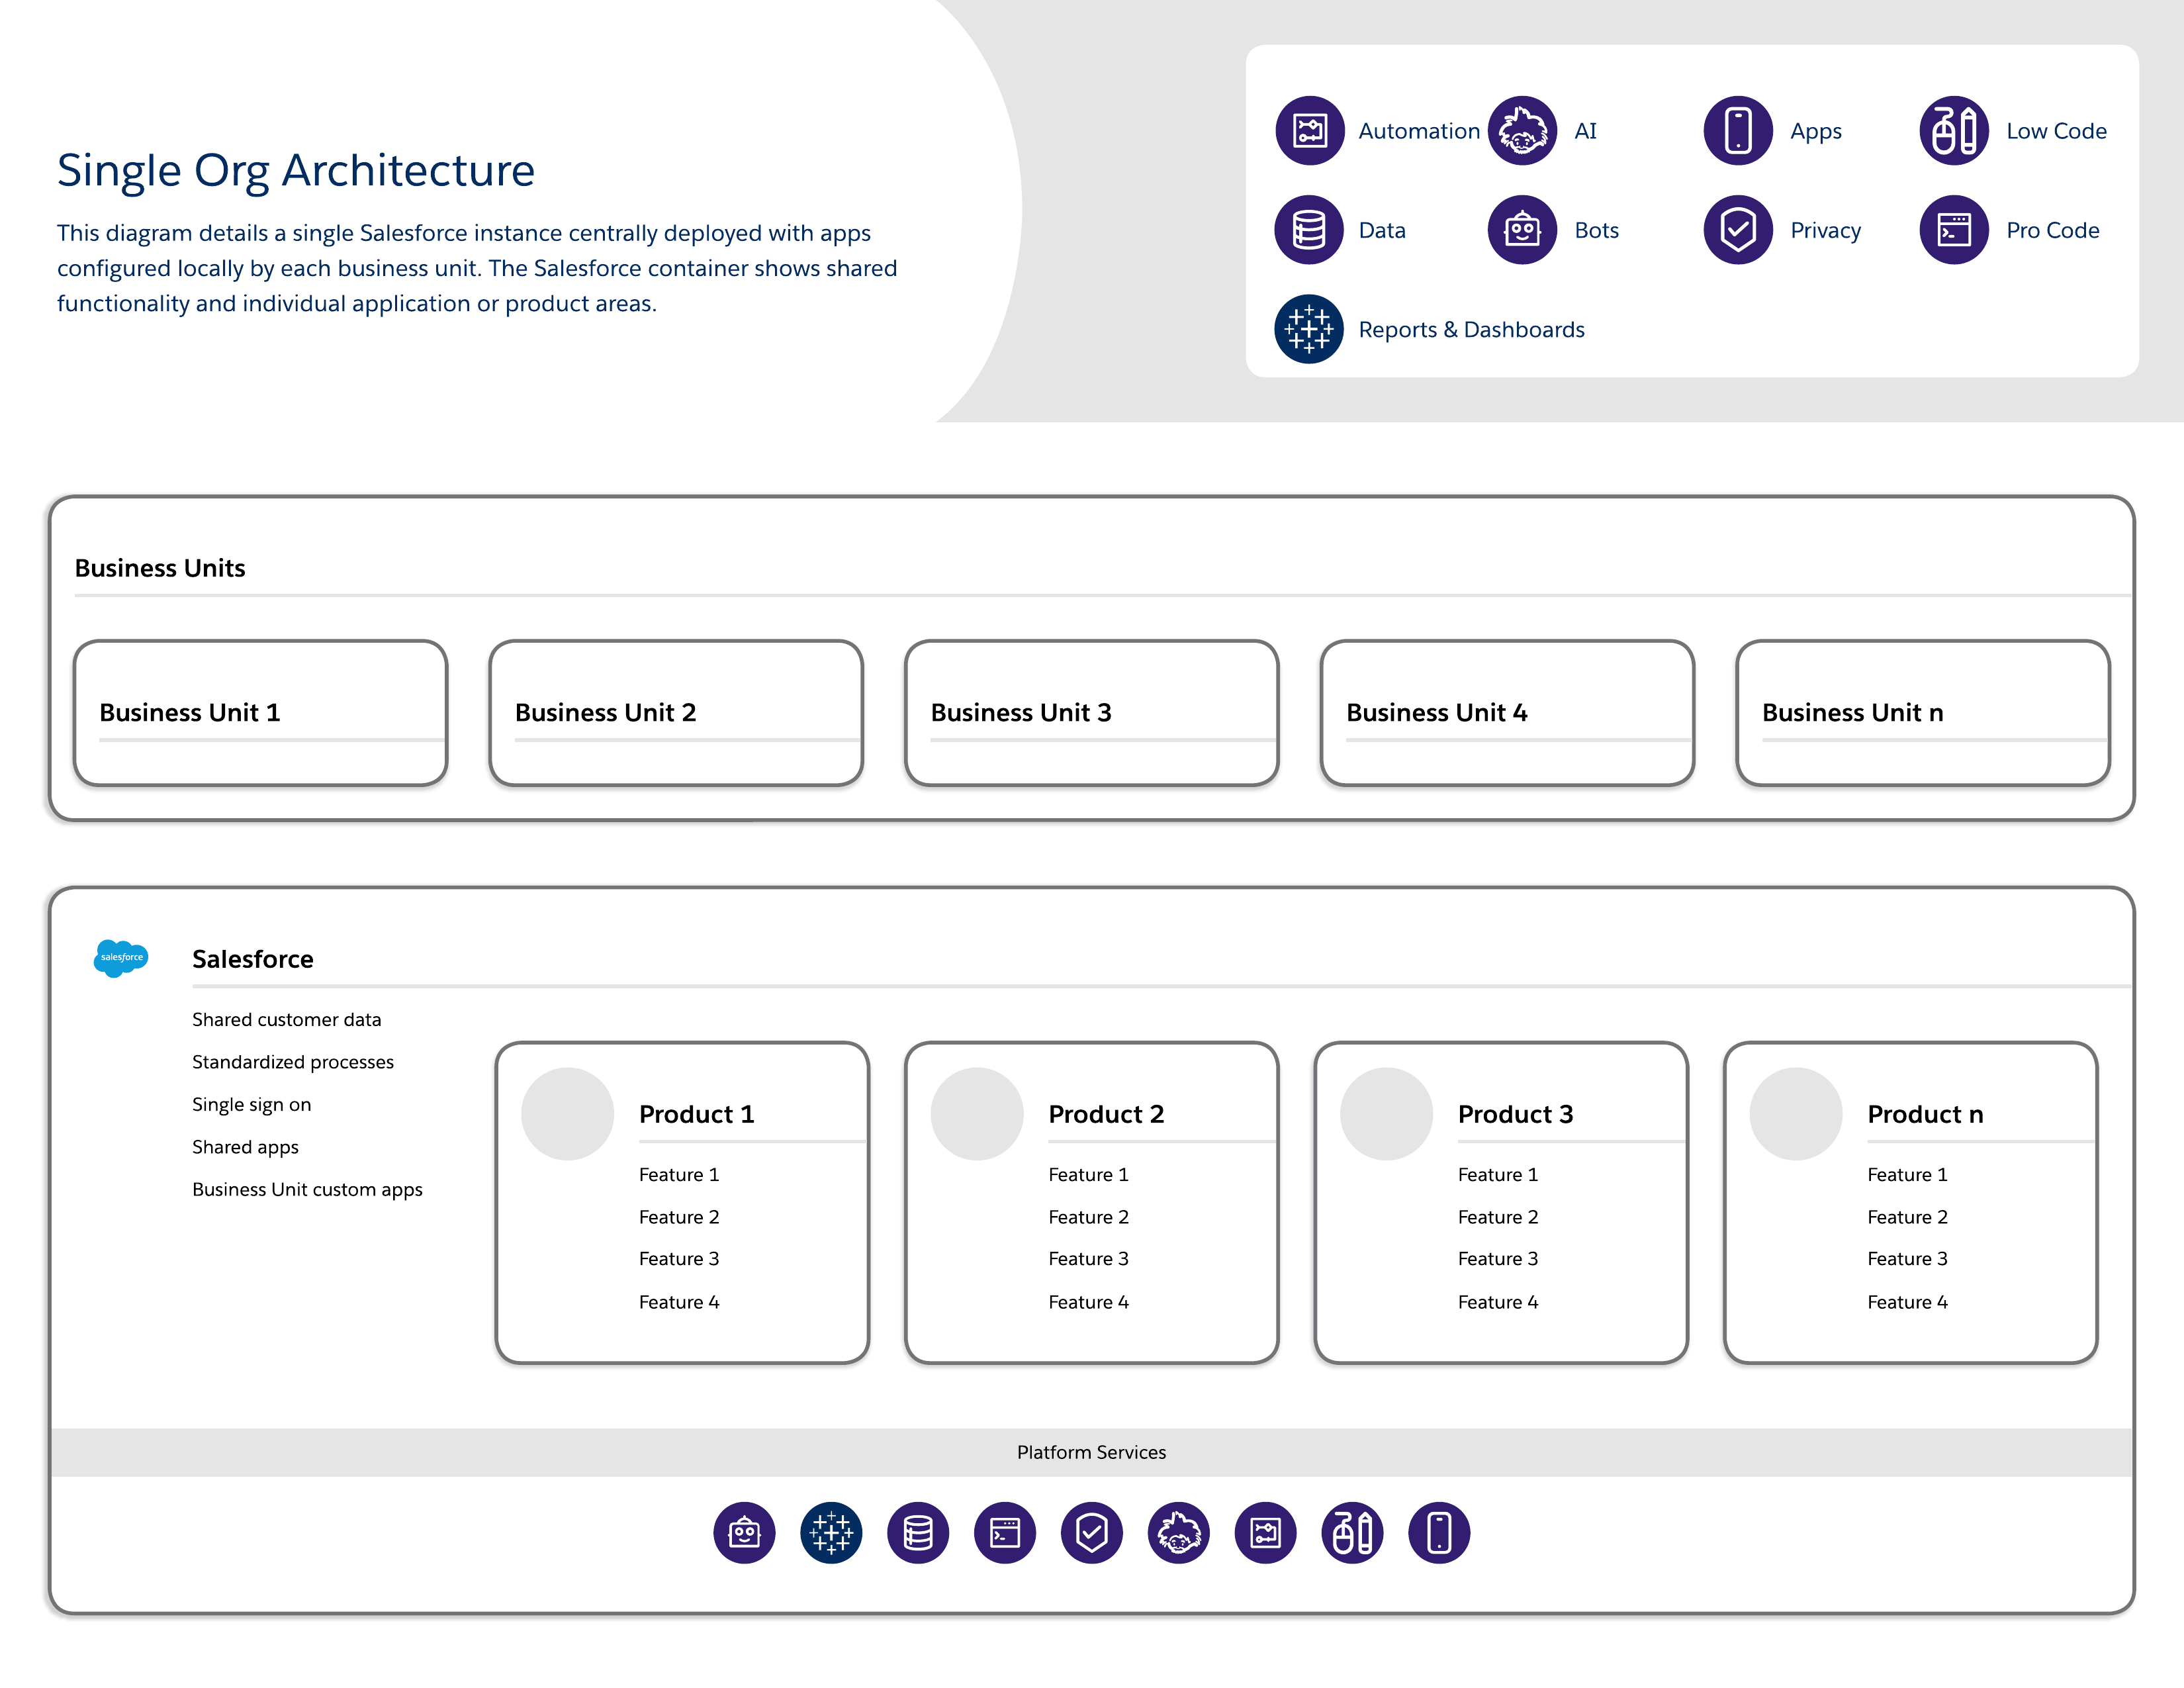 Single Org Architecture
This diagram details a single Salesforce instance centrally deployed with apps
configured locally by each business unit. The Salesforce container shows shared
functionality and individual application or product areas.
Automation AI Apps Low Code
Data Bots Privacy Pro Code
Reports & Dashboards
Business Units
Business Unit 1 Business Unit 2 Business Unit 3 Business Unit 4 Business Unit n
salesforce
Salesforce
Shared customer data
Standardized processes
Single sign on
Shared apps
Business Unit custom apps
Product 1
Feature 1
Feature 2
Feature 3
Feature 4
Product 2
Feature 1
Feature 2
Feature 3
Feature 4
Product 3
Feature 1
Feature 2
Feature 3
Feature 4
Product n
Feature 1
Feature 2
Feature 3
Feature 4
Platform Services